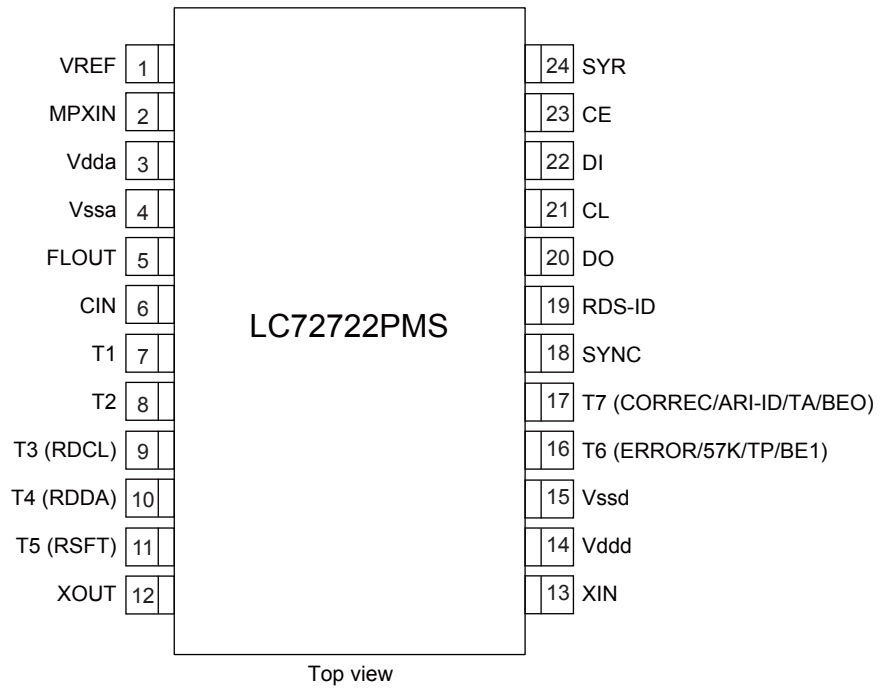 VREF 1
MPXIN 2
Vdda 3
Vssa 4
FLOUT 5
CIN 6
T1 7
T2 8
T3 (RDCL) 9
T4 (RDDA) 10
T5 (RSFT) 11
XOUT 12
LC72722PMS
24 SYR
23 CE
22 DI
21 CL
20 DO
19 RDS-ID
18 SYNC
17 T7 (CORREC/ARI-ID/TA/BEO)
16 T6 (ERROR/57K/TP/BE1)
15 Vssd
14 Vddd
13 XIN
Top view